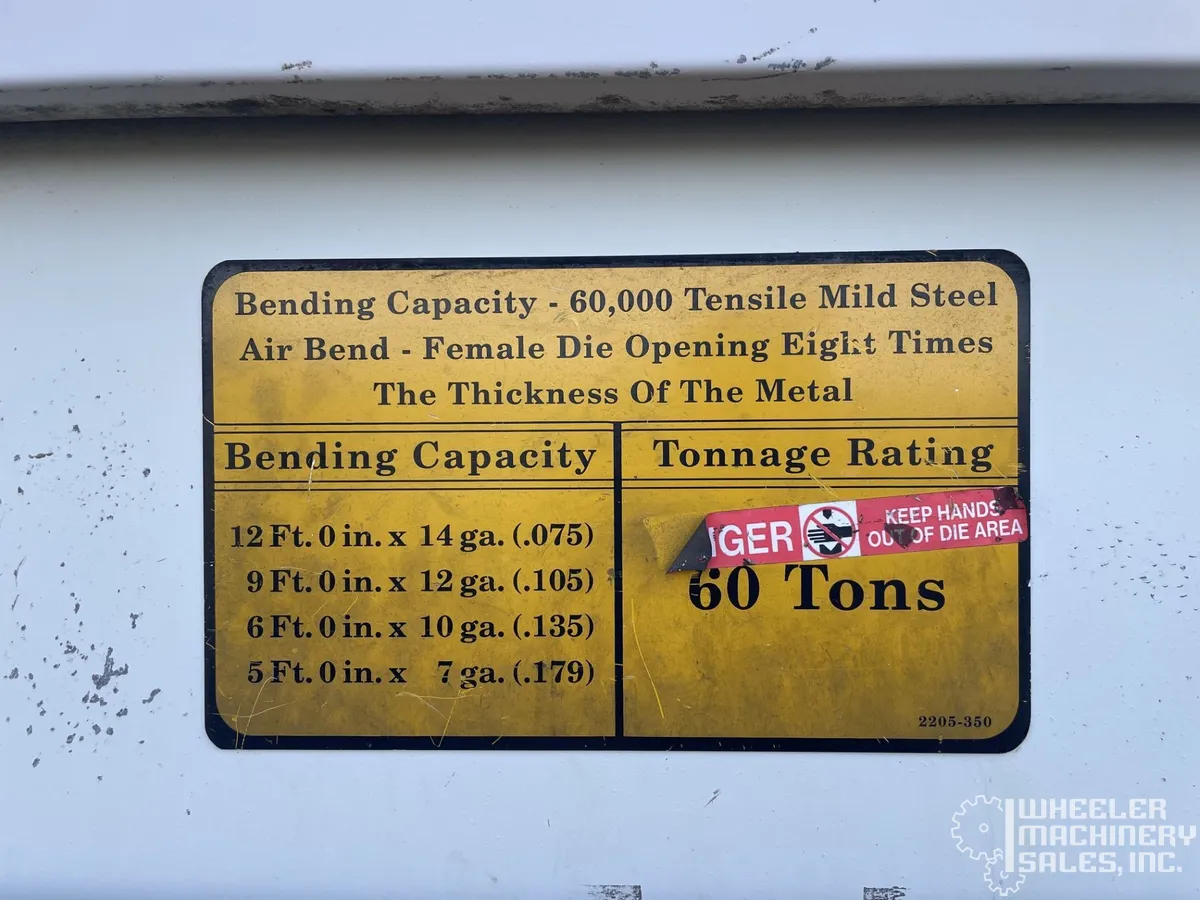 Bending Capacity - 60,000 Tensile Mild Steel
Air Bend - Female Die Opening Eight Times
The Thickness Of The Metal
Bending Capacity
Tonnage Rating
12 Ft. 0 in. x 14 ga. (.075)
9 Ft. 0 in. x 12 ga. (.105)
6 Ft. 0 in. x 10 ga. (.135)
5 Ft. 0 in. x 7 ga. (.179)
NGER
KEEP HANDS
OUT OF DIE AREA
60 Tons
2205-350
WHEELER
MACHINERY
SALES, INC.